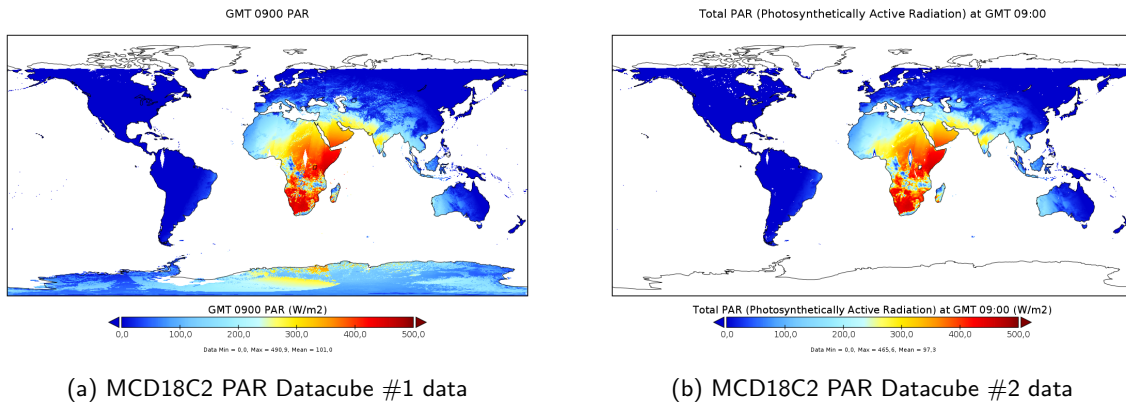 GMT 0900 PAR
GMT 0900 PAR (W/m2)
0,0 100,0 200,0 300,0 400,0 500,0
Data Min = 0,0, Max = 490,9, Mean = 101,0
(a) MCD18C2 PAR Datacube #1 data
Total PAR (Photosynthetically Active Radiation) at GMT 09:00
Total PAR (Photosynthetically Active Radiation) at GMT 09:00 (W/m2)
0,0 100,0 200,0 300,0 400,0 500,0
Data Min = 0,0, Max = 465,6, Mean = 97,3
(b) MCD18C2 PAR Datacube #2 data